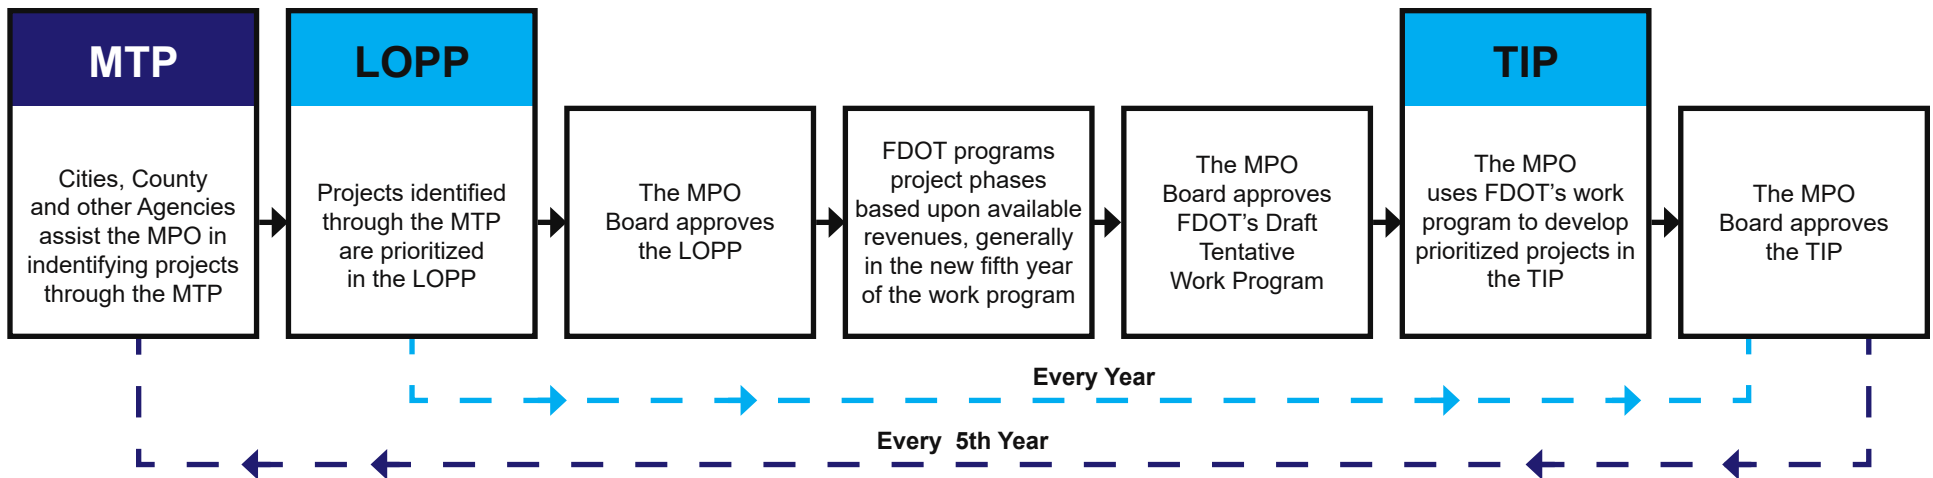 MTP
Cities, County
and other Agencies
assist the MPO in
indentifying projects
through the MTP
LOPP
Projects identified
through the MTP
are prioritized
in the LOPP
The MPO
Board approves
the LOPP
FDOT programs
project phases
based upon available
revenues, generally
in the new fifth year
of the work program
The MPO
Board approves
FDOT's Draft
Tentative
Work Program
TIP
The MPO
uses FDOT's work
program to develop
prioritized projects in
the TIP
The MPO
Board approves
the TIP
Every Year
Every 5th Year